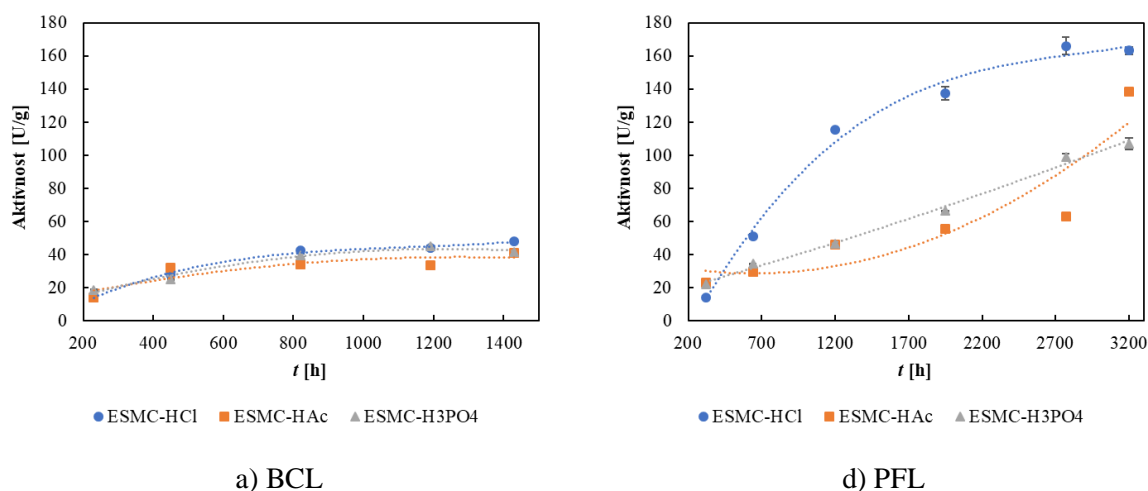 180
160
140
120
100
80
60
40
20
0
Aktivnost [U/g]
200 400 600 800 1000 1200 1400
t [h]
ESMC-HCl ESMC-HAc ESMC-H3PO4
a) BCL
180
160
140
120
100
80
60
40
20
0
Aktivnost [U/g]
200 700 1200 1700 2200 2700 3200
t [h]
ESMC-HCl ESMC-HAc ESMC-H3PO4
d) PFL